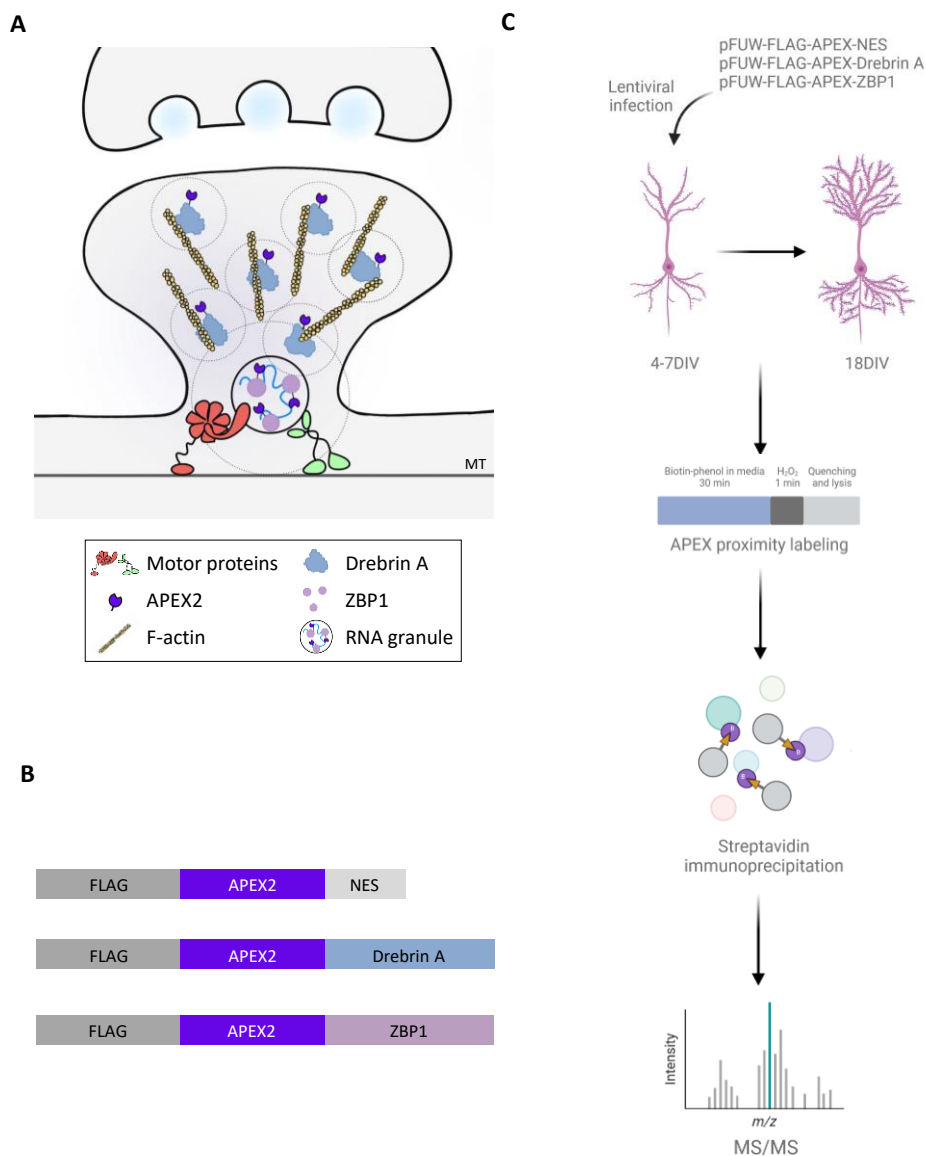 A
MT
Motor proteins
Drebrin A
APEX2
ZBP1
F-actin
RNA granule
B
FLAG APEX2 NES
FLAG APEX2 Drebrin A
FLAG APEX2 ZBP1
C
pFUW-FLAG-APEX-NES
pFUW-FLAG-APEX-Drebrin A
pFUW-FLAG-APEX-ZBP1
Lentiviral
infection
4-7DIV
18DIV
Biotin-phenol in media
30 min
H₂O₂
1 min
Quenching
and lysis
APEX proximity labeling
B
B
B
Streptavidin
immunoprecipitation
Intensity
m/z
MS/MS